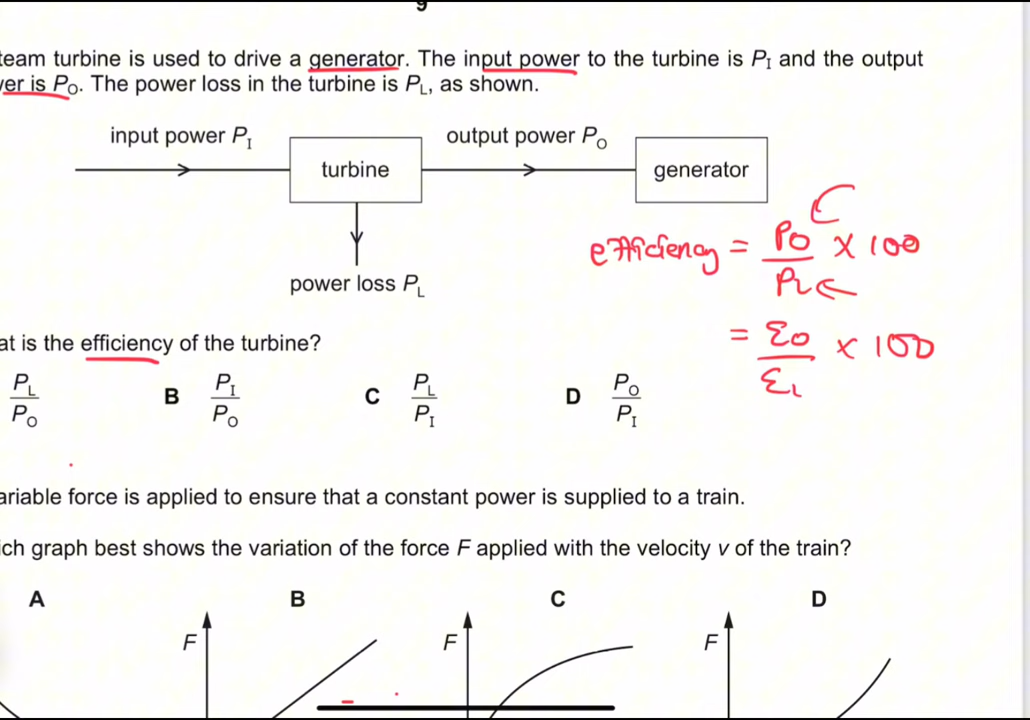 9
team turbine is used to drive a generator. The input power to the turbine is PI and the output
er is PO. The power loss in the turbine is PL, as shown.
input power PI
output power PO
turbine
generator
power loss PL
efficiency = PO/PI × 100
= EO/EI × 100
at is the efficiency of the turbine?
PL/PO B PI/PO C PL/PI D PO/PI
ariable force is applied to ensure that a constant power is supplied to a train.
ich graph best shows the variation of the force F applied with the velocity v of the train?
A B C D
F F F